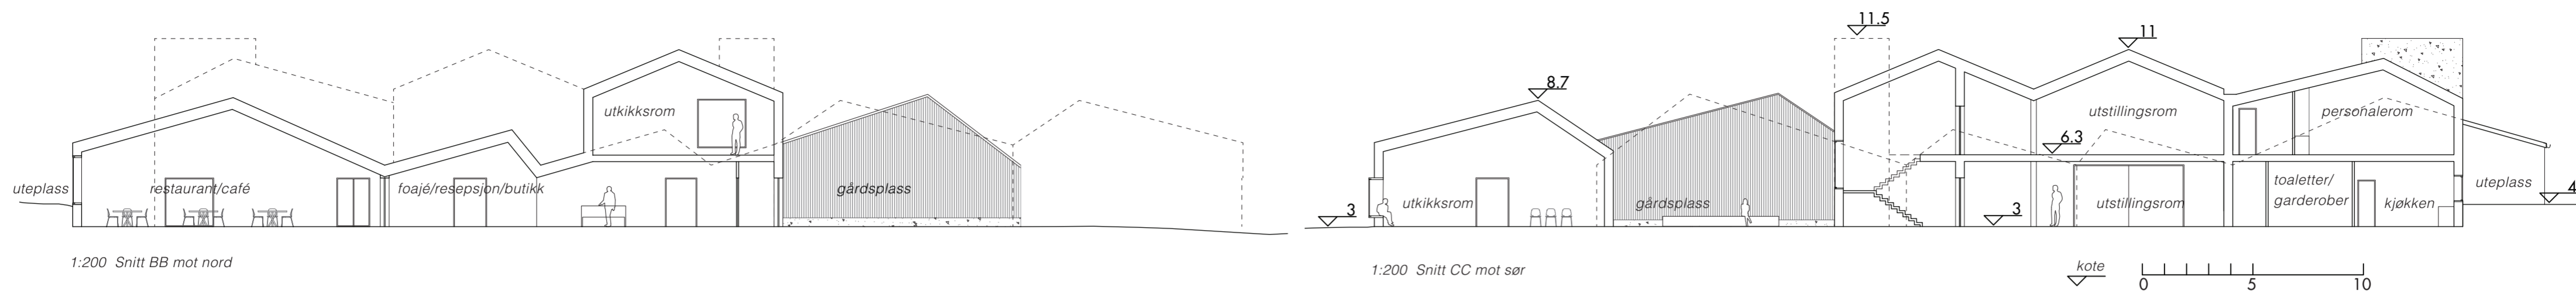 utkikksrom
uteplass
restaurant/café
foajé/resepsjon/butikk
gårdsplass
1:200 Snitt BB mot nord
11.5
11
8.7
utstillingsrom
personalerom
6.3
3
utkikksrom
gårdsplass
3
utstillingsrom
toaletter/
garderober
kjøkken
uteplass
4
1:200 Snitt CC mot sør
kote
0 5 10